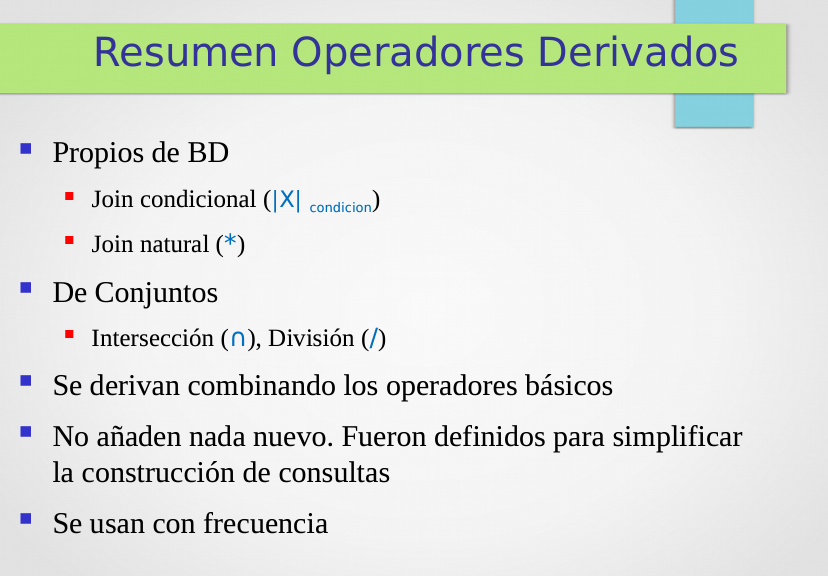 Resumen Operadores Derivados
Propios de BD
Join condicional (|X| condicion)
Join natural (*)
De Conjuntos
Intersección (∩), División (/)
Se derivan combinando los operadores básicos
No añaden nada nuevo. Fueron definidos para simplificar
la construcción de consultas
Se usan con frecuencia